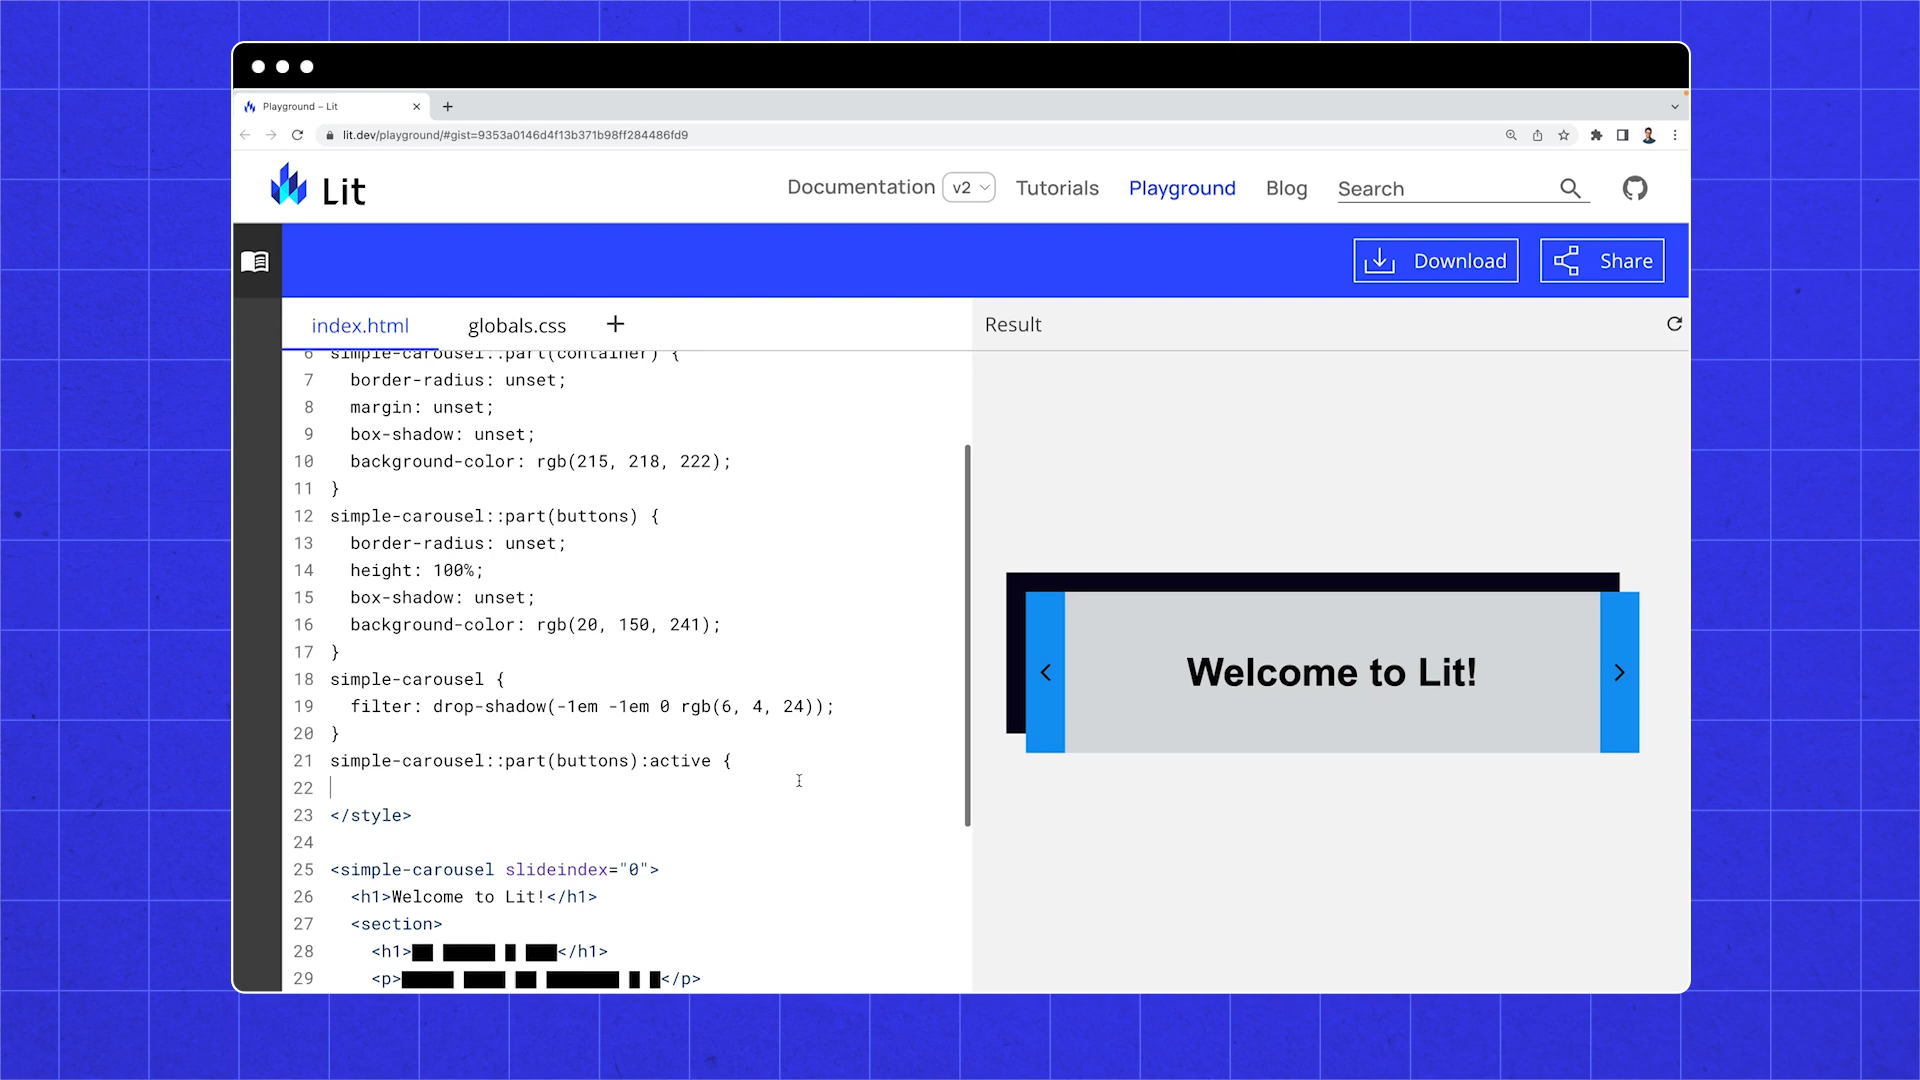 Playground – Lit
lit.dev/playground/#gist=9353a0146d4f13b371b98ff284486fd9
Lit
Documentation v2 Tutorials Playground Blog Search
Download Share
index.html globals.css
Result
6 simple-carousel::part(container) {
7 border-radius: unset;
8 margin: unset;
9 box-shadow: unset;
10 background-color: rgb(215, 218, 222);
11 }
12 simple-carousel::part(buttons) {
13 border-radius: unset;
14 height: 100%;
15 box-shadow: unset;
16 background-color: rgb(20, 150, 241);
17 }
18 simple-carousel {
19 filter: drop-shadow(-1em -1em 0 rgb(6, 4, 24));
20 }
21 simple-carousel::part(buttons):active {
22
23 </style>
24
25 <simple-carousel slideindex="0">
26 <h1>Welcome to Lit!</h1>
27 <section>
28 <h1></h1>
29 <p></p>
Welcome to Lit!